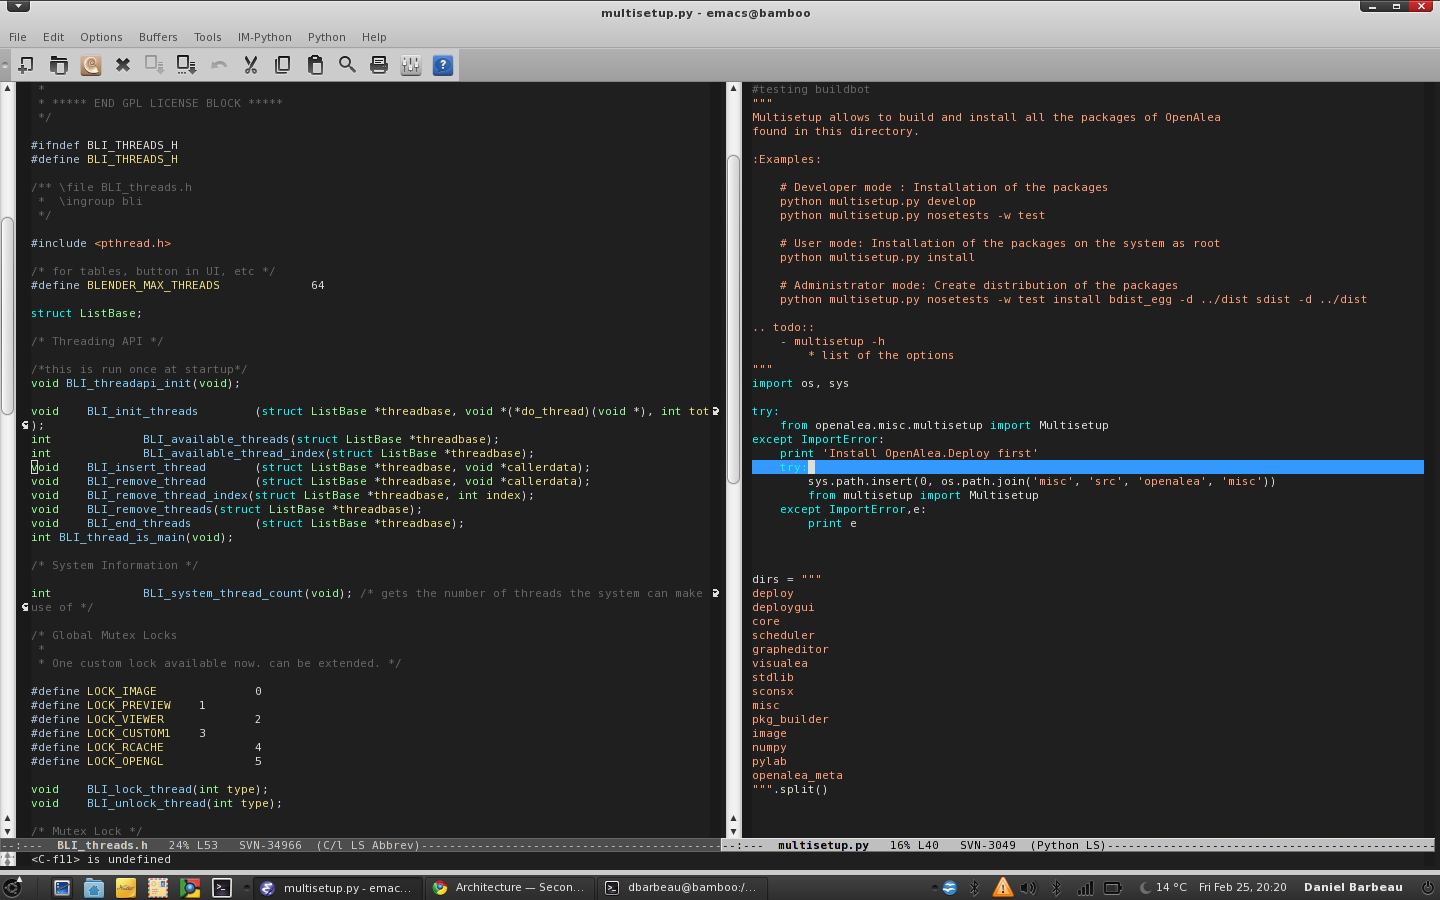 multisetup.py - emacs@bamboo
File Edit Options Buffers Tools IM-Python Python Help
 *
 * ***** END GPL LICENSE BLOCK *****
 */
#ifndef BLI_THREADS_H
#define BLI_THREADS_H
/** \file BLI_threads.h
 *  \ingroup bli
 */
#include <pthread.h>
/* for tables, button in UI, etc */
#define BLENDER_MAX_THREADS             64
struct ListBase;
/* Threading API */
/*this is run once at startup*/
void BLI_threadapi_init(void);
void    BLI_init_threads        (struct ListBase *threadbase, void *(*do_thread)(void *), int tot
);
int             BLI_available_threads(struct ListBase *threadbase);
int             BLI_available_thread_index(struct ListBase *threadbase);
void    BLI_insert_thread       (struct ListBase *threadbase, void *callerdata);
void    BLI_remove_thread       (struct ListBase *threadbase, void *callerdata);
void    BLI_remove_thread_index(struct ListBase *threadbase, int index);
void    BLI_remove_threads(struct ListBase *threadbase);
void    BLI_end_threads         (struct ListBase *threadbase);
int BLI_thread_is_main(void);
/* System Information */
int             BLI_system_thread_count(void); /* gets the number of threads the system can make
use of */
/* Global Mutex Locks
 *
 * One custom lock available now. can be extended. */
#define LOCK_IMAGE              0
#define LOCK_PREVIEW    1
#define LOCK_VIEWER             2
#define LOCK_CUSTOM1    3
#define LOCK_RCACHE             4
#define LOCK_OPENGL             5
void    BLI_lock_thread(int type);
void    BLI_unlock_thread(int type);
/* Mutex Lock */
--:---  BLI_threads.h   24% L53   SVN-34966  (C/l LS Abbrev)------------------------------------------
#testing buildbot
"""
Multisetup allows to build and install all the packages of OpenAlea
found in this directory.
:Examples:
    # Developer mode : Installation of the packages
    python multisetup.py develop
    python multisetup.py nosetests -w test
    # User mode: Installation of the packages on the system as root
    python multisetup.py install
    # Administrator mode: Create distribution of the packages
    python multisetup.py nosetests -w test install bdist_egg -d ../dist sdist -d ../dist
.. todo::
    - multisetup -h
        * list of the options
"""
import os, sys
try:
    from openalea.misc.multisetup import Multisetup
except ImportError:
    print 'Install OpenAlea.Deploy first'
    try:
        sys.path.insert(0, os.path.join('misc', 'src', 'openalea', 'misc'))
        from multisetup import Multisetup
    except ImportError,e:
        print e
dirs = """
deploy
deploygui
core
scheduler
grapheditor
visualea
stdlib
sconsx
misc
pkg_builder
image
numpy
pylab
openalea_meta
""".split()
--:---  multisetup.py   16% L40   SVN-3049  (Python LS)-----------------------------------------------
<C-f11> is undefined
multisetup.py - emac... Architecture — Secon... dbarbeau@bamboo:/... 14 °C Fri Feb 25, 20:20 Daniel Barbeau